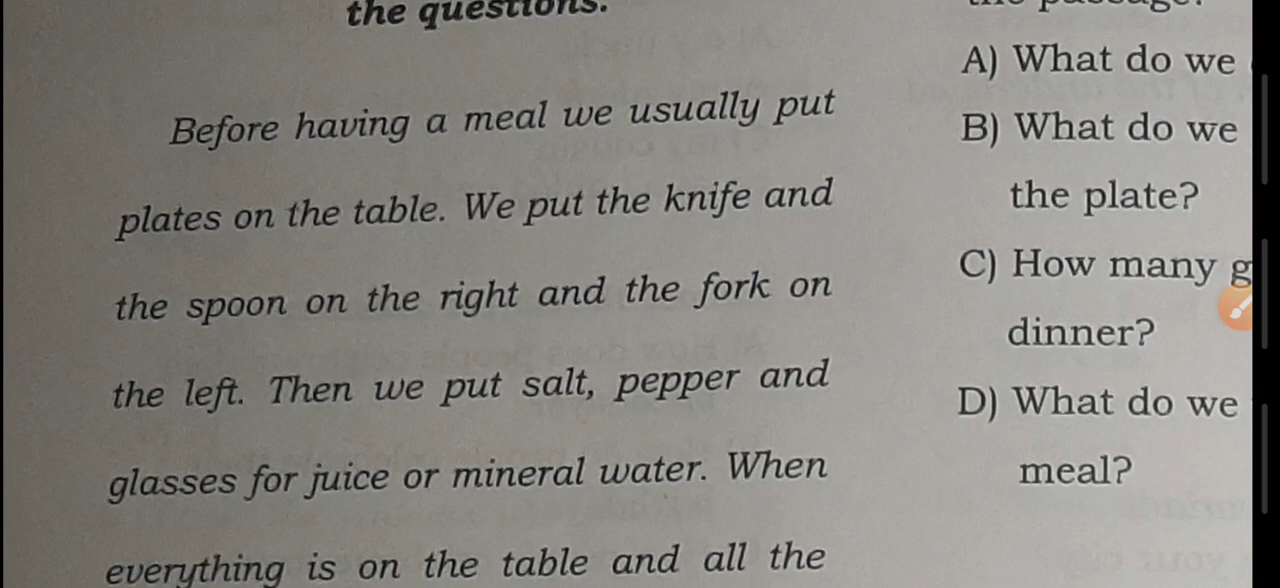 the questions.
Before having a meal we usually put
plates on the table. We put the knife and
the spoon on the right and the fork on
the left. Then we put salt, pepper and
glasses for juice or mineral water. When
everything is on the table and all the
A) What do we
B) What do we
the plate?
C) How many g
dinner?
D) What do we
meal?